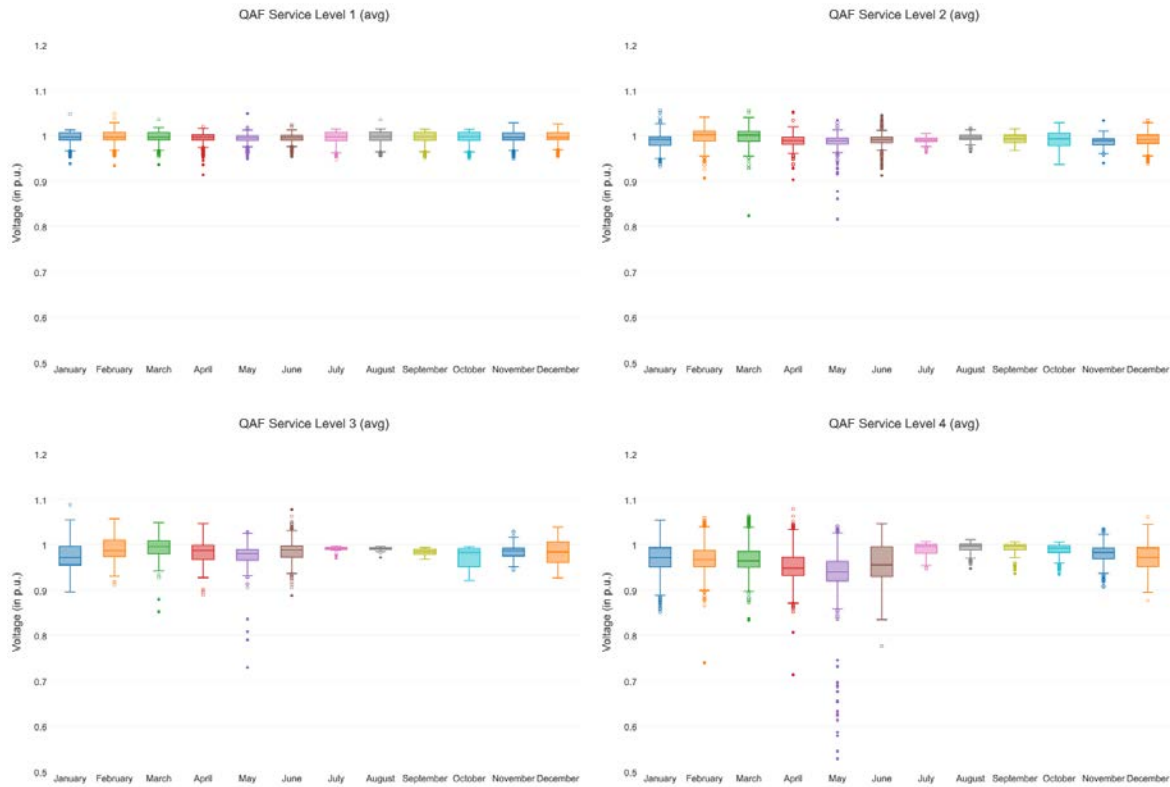 QAF Service Level 1 (avg)
1.2
1.1
1
0.9
0.8
0.7
0.6
0.5
Voltage (in p.u.)
January February March April May June July August September October November December
QAF Service Level 2 (avg)
1.2
1.1
1
0.9
0.8
0.7
0.6
0.5
Voltage (in p.u.)
January February March April May June July August September October November December
QAF Service Level 3 (avg)
1.2
1.1
1
0.9
0.8
0.7
0.6
0.5
Voltage (in p.u.)
January February March April May June July August September October November December
QAF Service Level 4 (avg)
1.2
1.1
1
0.9
0.8
0.7
0.6
0.5
Voltage (in p.u.)
January February March April May June July August September October November December